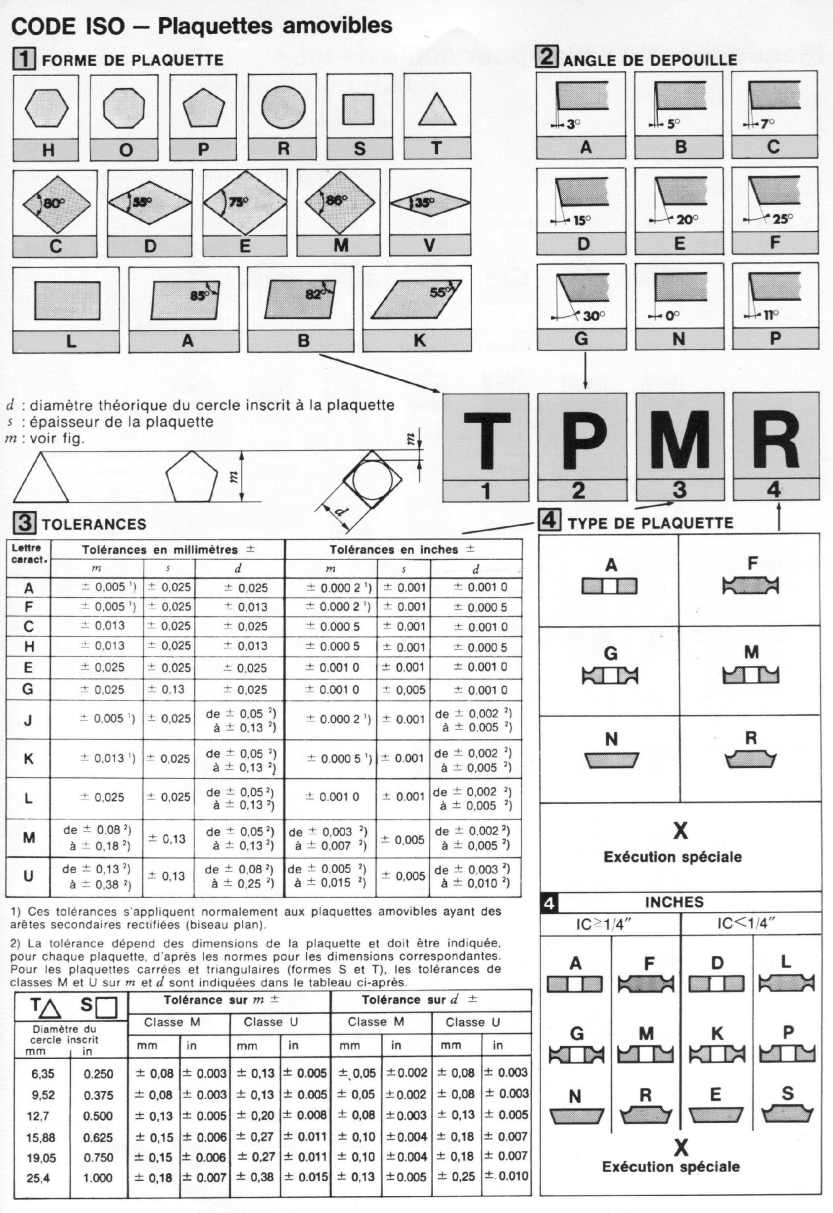 CODE ISO – Plaquettes amovibles
1 FORME DE PLAQUETTE
H O P R S T
80° 55° 75° 86° 35°
C D E M V
85° 82° 55°
L A B K
2 ANGLE DE DEPOUILLE
3° 5° 7°
A B C
15° 20° 25°
D E F
30° 0° 11°
G N P
d : diamètre théorique du cercle inscrit à la plaquette
s : épaisseur de la plaquette
m : voir fig.
m d m
T P M R
1 2 3 4
3 TOLERANCES
Lettre caract. Tolérances en millimètres ± Tolérances en inches ±
m s d m s d
A ± 0,005 ¹) ± 0,025 ± 0,025 ± 0.000 2 ¹) ± 0.001 ± 0.001 0
F ± 0,005 ¹) ± 0,025 ± 0,013 ± 0.000 2 ¹) ± 0.001 ± 0.000 5
C ± 0,013 ± 0,025 ± 0,025 ± 0.000 5 ± 0.001 ± 0.001 0
H ± 0,013 ± 0,025 ± 0,013 ± 0.000 5 ± 0.001 ± 0.000 5
E ± 0,025 ± 0,025 ± 0,025 ± 0.001 0 ± 0.001 ± 0.001 0
G ± 0,025 ± 0,13 ± 0,025 ± 0.001 0 ± 0,005 ± 0.001 0
J ± 0,005 ¹) ± 0,025 de ± 0,05 ²) à ± 0,13 ²) ± 0.000 2 ¹) ± 0.001 de ± 0,002 ²) à ± 0,005 ²)
K ± 0,013 ¹) ± 0,025 de ± 0,05 ²) à ± 0,13 ²) ± 0.000 5 ¹) ± 0.001 de ± 0,002 ²) à ± 0,005 ²)
L ± 0,025 ± 0,025 de ± 0,05 ²) à ± 0,13 ²) ± 0.001 0 ± 0.001 de ± 0,002 ²) à ± 0,005 ²)
M de ± 0,08 ²) à ± 0,18 ²) ± 0,13 de ± 0,05 ²) à ± 0,13 ²) de ± 0,003 ²) à ± 0,007 ²) ± 0,005 de ± 0,002 ²) à ± 0,005 ²)
U de ± 0,13 ²) à ± 0,38 ²) ± 0,13 de ± 0,08 ²) à ± 0,25 ²) de ± 0,005 ²) à ± 0,015 ²) ± 0,005 de ± 0,003 ²) à ± 0,010 ²)
1) Ces tolérances s'appliquent normalement aux plaquettes amovibles ayant des
arêtes secondaires rectifiées (biseau plan).
2) La tolérance dépend des dimensions de la plaquette et doit être indiquée,
pour chaque plaquette, d'après les normes pour les dimensions correspondantes.
Pour les plaquettes carrées et triangulaires (formes S et T), les tolérances de
classes M et U sur m et d sont indiquées dans le tableau ci-après.
T S Tolérance sur m ± Tolérance sur d ±
Diamètre du cercle inscrit Classe M Classe U Classe M Classe U
mm in mm in mm in mm in mm in
6,35 0.250 ± 0,08 ± 0.003 ± 0,13 ± 0.005 ± 0,05 ± 0.002 ± 0,08 ± 0.003
9,52 0.375 ± 0,08 ± 0.003 ± 0,13 ± 0.005 ± 0,05 ± 0.002 ± 0,08 ± 0.003
12,7 0.500 ± 0,13 ± 0.005 ± 0,20 ± 0.008 ± 0,08 ± 0.003 ± 0,13 ± 0.005
15,88 0.625 ± 0,15 ± 0.006 ± 0,27 ± 0.011 ± 0,10 ± 0.004 ± 0,18 ± 0.007
19,05 0.750 ± 0,15 ± 0.006 ± 0,27 ± 0.011 ± 0,10 ± 0.004 ± 0,18 ± 0.007
25,4 1.000 ± 0,18 ± 0.007 ± 0,38 ± 0.015 ± 0,13 ± 0.005 ± 0,25 ± 0.010
4 TYPE DE PLAQUETTE
A F
G M
N R
X
Exécution spéciale
4 INCHES
IC≥1/4″ IC<1/4″
A F D L
G M K P
N R E S
X
Exécution spéciale